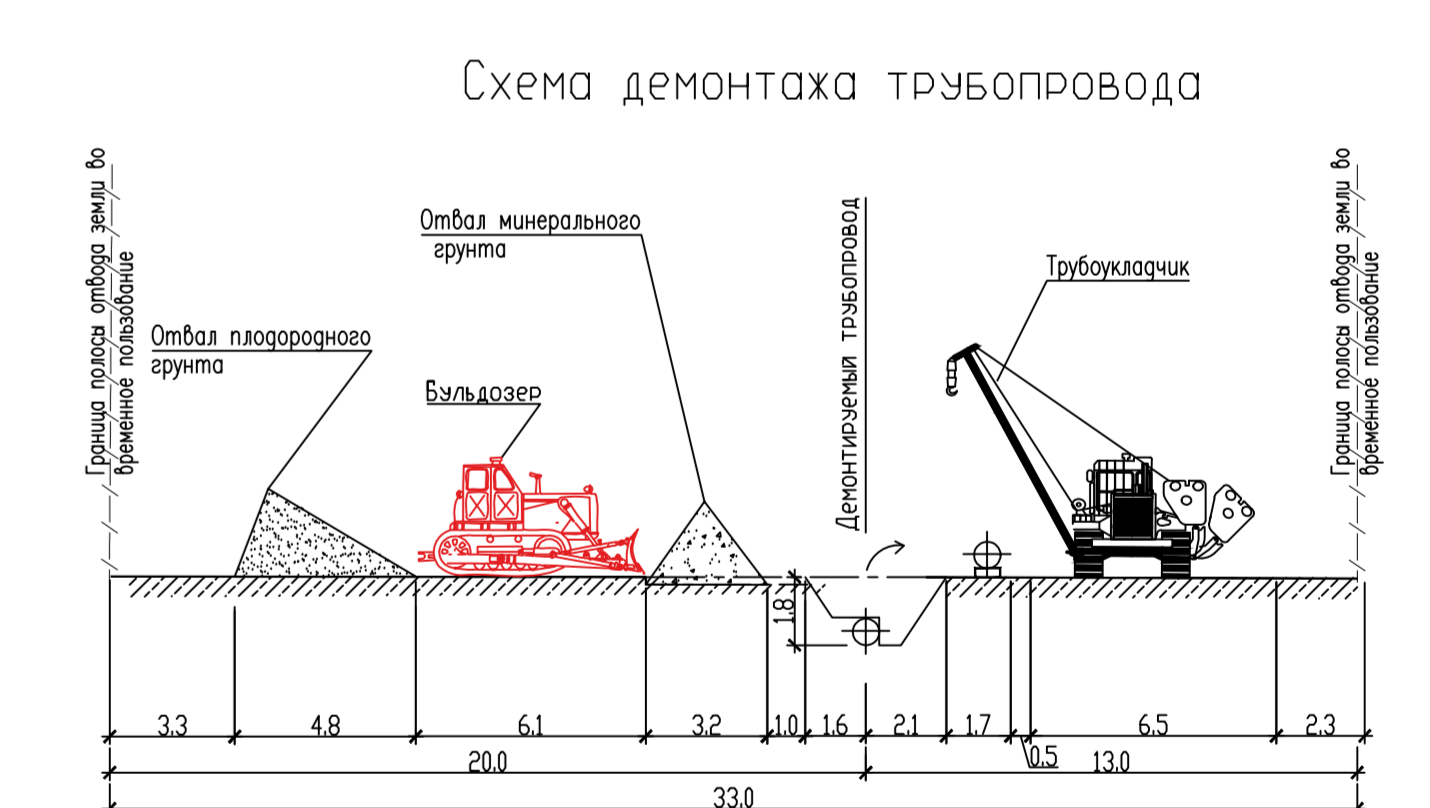 Схема демонтажа трубопровода
Граница полосы отвода земли во
временное пользование
Отвал плодородного
грунта
Бульдозер
Отвал минерального
грунта
Демонтируемый трубопровод
Трубоукладчик
Граница полосы отвода земли во
временное пользование
1.8
3.3
4.8
6.1
3.2
1.0
1.6
2.1
1.7
0.5
6.5
2.3
20.0
13.0
33.0